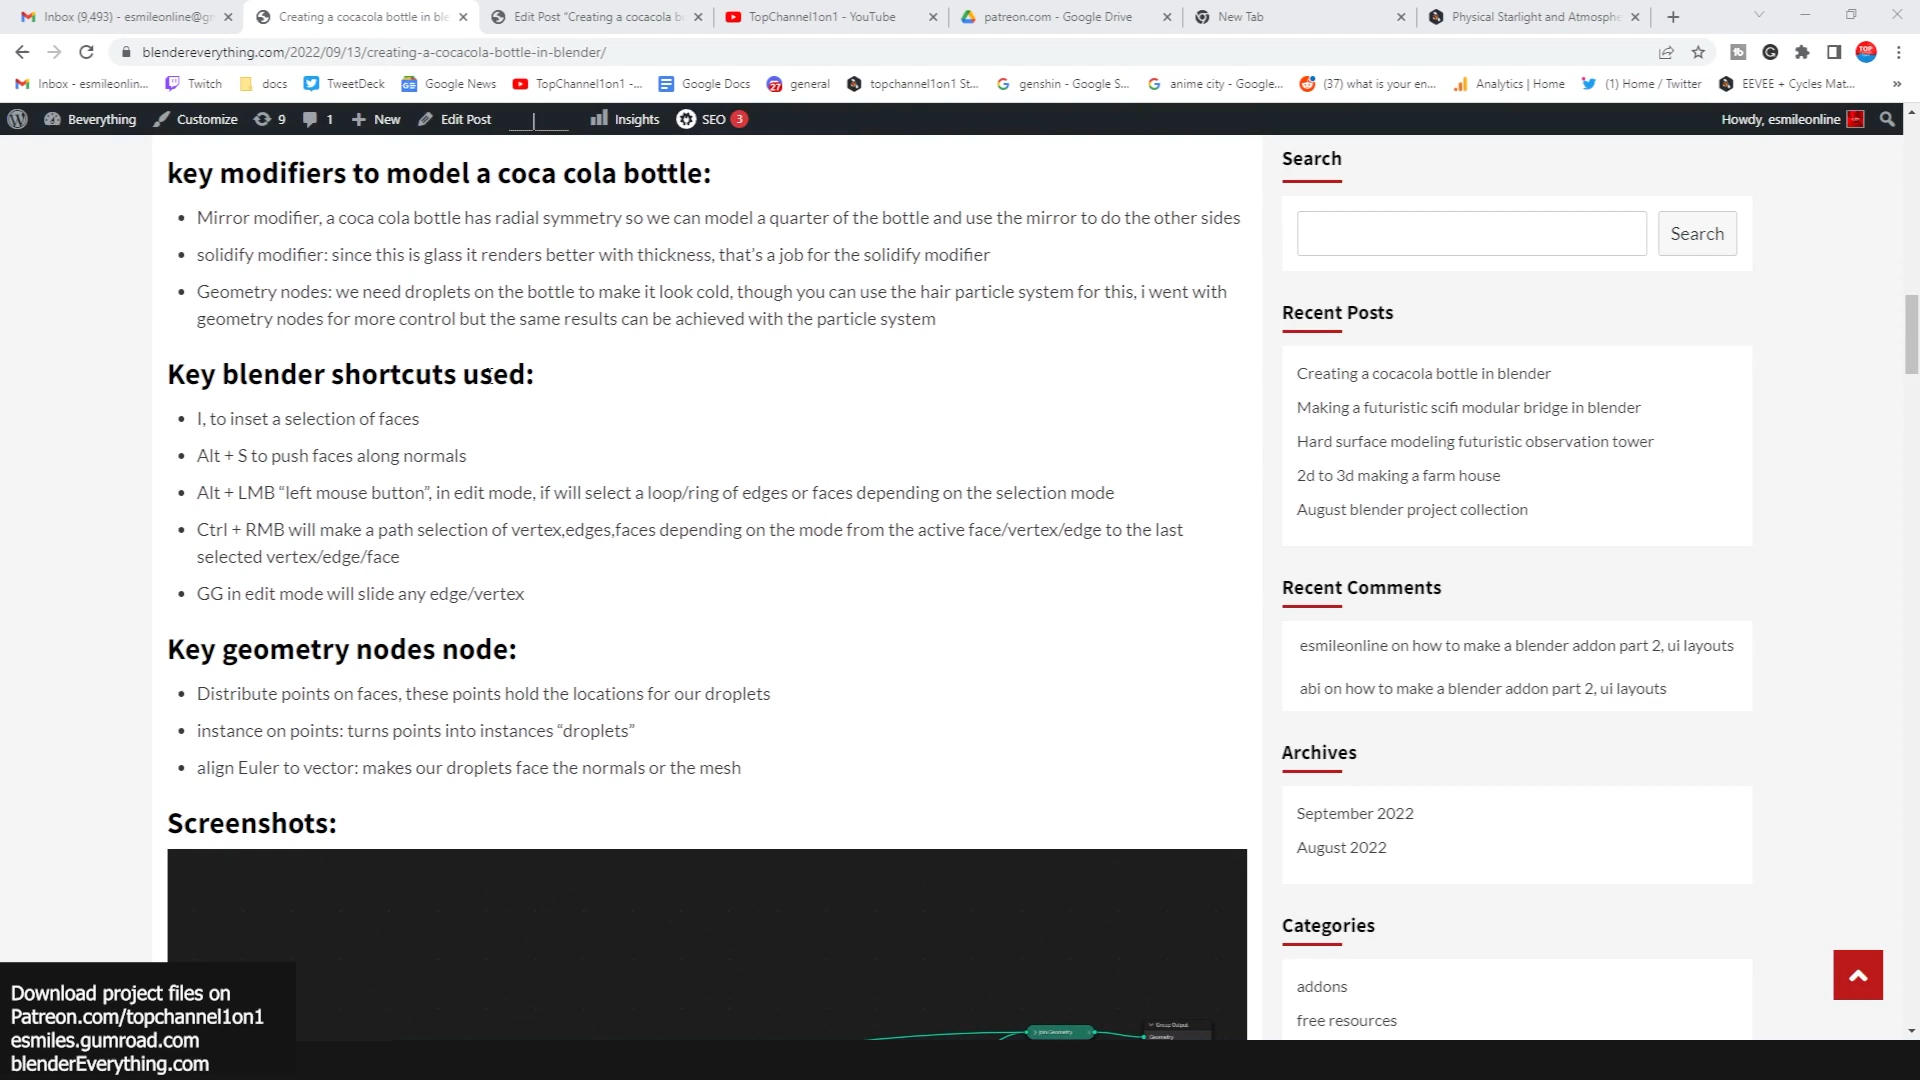 Inbox (9,493) - esmileonline@gm
Creating a cocacola bottle in ble
Edit Post "Creating a cocacola b
TopChannel1on1 - YouTube
patreon.com - Google Drive
New Tab
Physical Starlight and Atmosphe
blendereverything.com/2022/09/13/creating-a-cocacola-bottle-in-blender/
Inbox - esmileonlin...
Twitch
docs
TweetDeck
Google News
TopChannel1on1 -...
Google Docs
27
general
topchannel1on1 St...
genshin - Google S...
anime city - Google...
(37) what is your en...
Analytics | Home
(1) Home / Twitter
EEVEE + Cycles Mat...
»
Beverything
Customize
9
1
New
Edit Post
Insights
SEO 3
Howdy, esmileonline
key modifiers to model a coca cola bottle:
• Mirror modifier, a coca cola bottle has radial symmetry so we can model a quarter of the bottle and use the mirror to do the other sides
• solidify modifier: since this is glass it renders better with thickness, that's a job for the solidify modifier
• Geometry nodes: we need droplets on the bottle to make it look cold, though you can use the hair particle system for this, i went with
geometry nodes for more control but the same results can be achieved with the particle system
Key blender shortcuts used:
• I, to inset a selection of faces
• Alt + S to push faces along normals
• Alt + LMB “left mouse button”, in edit mode, if will select a loop/ring of edges or faces depending on the selection mode
• Ctrl + RMB will make a path selection of vertex,edges,faces depending on the mode from the active face/vertex/edge to the last
selected vertex/edge/face
• GG in edit mode will slide any edge/vertex
Key geometry nodes node:
• Distribute points on faces, these points hold the locations for our droplets
• instance on points: turns points into instances “droplets”
• align Euler to vector: makes our droplets face the normals or the mesh
Screenshots:
Join Geometry
Group Output
Geometry
Search
Search
Recent Posts
Creating a cocacola bottle in blender
Making a futuristic scifi modular bridge in blender
Hard surface modeling futuristic observation tower
2d to 3d making a farm house
August blender project collection
Recent Comments
esmileonline on how to make a blender addon part 2, ui layouts
abi on how to make a blender addon part 2, ui layouts
Archives
September 2022
August 2022
Categories
addons
free resources
Download project files on
Patreon.com/topchannel1on1
esmiles.gumroad.com
blenderEverything.com